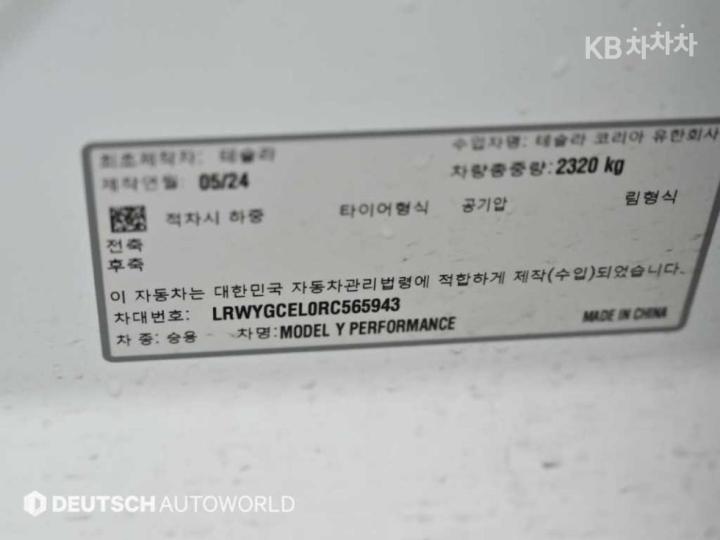 KB차차차
최초제작자: 테슬라
수입자명: 테슬라 코리아 유한회사
제작연월: 05/24
차량총중량: 2320 kg
적차시 하중 타이어형식 공기압 림형식
전축
후축
이 자동차는 대한민국 자동차관리법령에 적합하게 제작(수입)되었습니다.
차대번호: LRWYGCEL0RC565943
차 종: 승용 차명: MODEL Y PERFORMANCE MADE IN CHINA
DEUTSCH AUTOWORLD